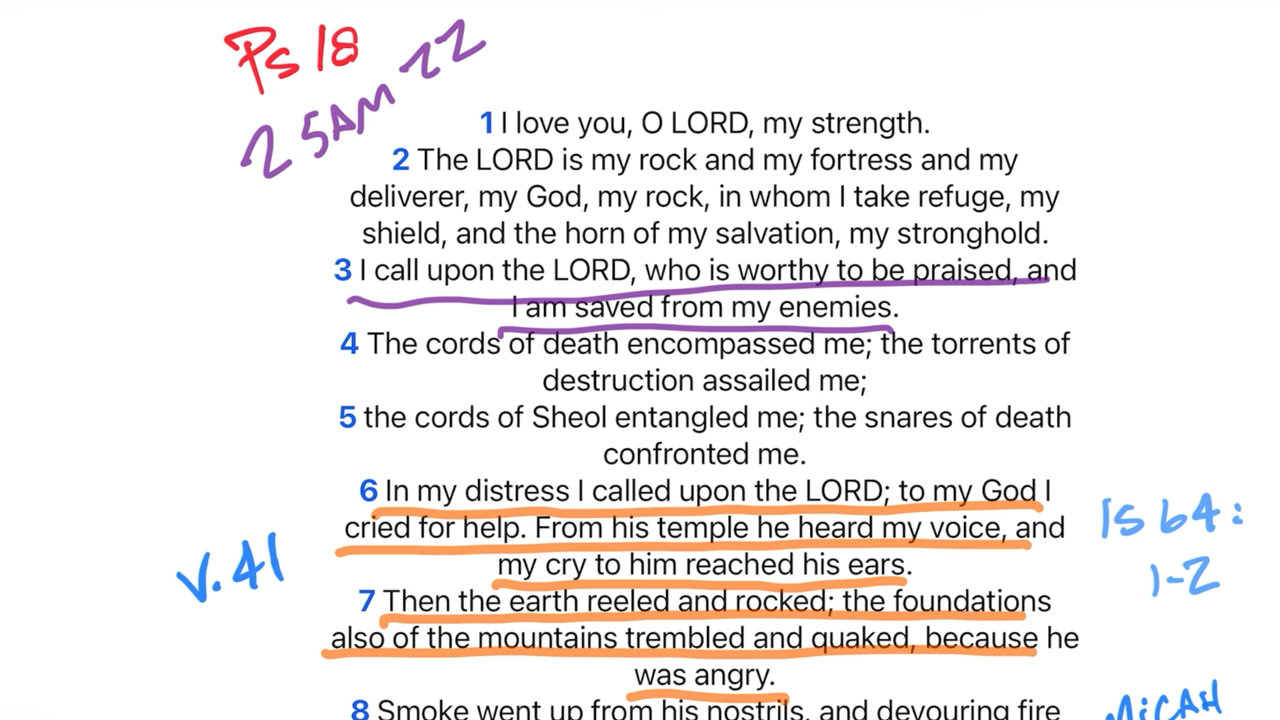 Ps 18
2 SAM 22
1 I love you, O LORD, my strength.
2 The LORD is my rock and my fortress and my
deliverer, my God, my rock, in whom I take refuge, my
shield, and the horn of my salvation, my stronghold.
3 I call upon the LORD, who is worthy to be praised, and
I am saved from my enemies.
4 The cords of death encompassed me; the torrents of
destruction assailed me;
5 the cords of Sheol entangled me; the snares of death
confronted me.
6 In my distress I called upon the LORD; to my God I
cried for help. From his temple he heard my voice, and
my cry to him reached his ears.
v. 41
IS 64:
1-2
7 Then the earth reeled and rocked; the foundations
also of the mountains trembled and quaked, because he
was angry.
8 Smoke went up from his nostrils, and devouring fire
MICAH